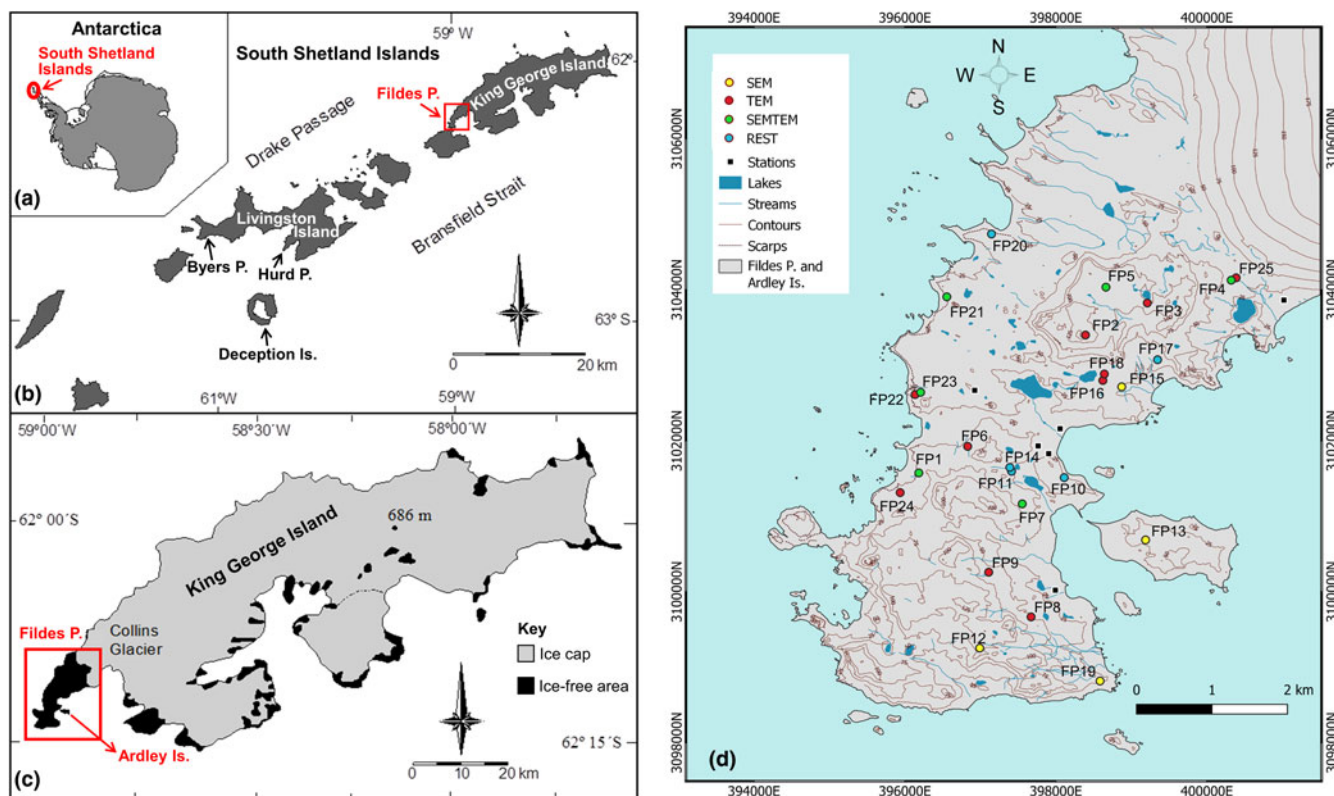 Antarctica
South Shetland
Islands
(a)
59° W
62°
South Shetland Islands
King George Island
Fildes P.
Drake Passage
Bransfield Strait
Livingston
Island
Byers P.
Hurd P.
Deception Is.
63° S
0 20 km
(b)
61° W
59° W
59°00'W
58°30'W
58°00'W
62° 00´S
686 m
King George Island
Collins
Glacier
Fildes P.
Ardley Is.
Key
Ice cap
Ice-free area
62° 15´S
0 10 20 km
(c)
394000E 396000E 398000E 400000E
N
W E
S
SEM
TEM
SEMTEM
REST
Stations
Lakes
Streams
Contours
Scarps
Fildes P. and
Ardley Is.
3106000N 3106000N
FP20
FP5
FP25
FP4
3104000N 3104000N
FP21
FP3
FP2
FP17
FP18
FP15
FP16
FP23
FP22
3102000N 3102000N
FP6
FP14
FP1
FP11
FP10
FP24
FP7
FP13
FP9
3100000N 3100000N
FP8
FP12
FP19
0 1 2 km
3098000N 3098000N
(d)
394000E 396000E 398000E 400000E